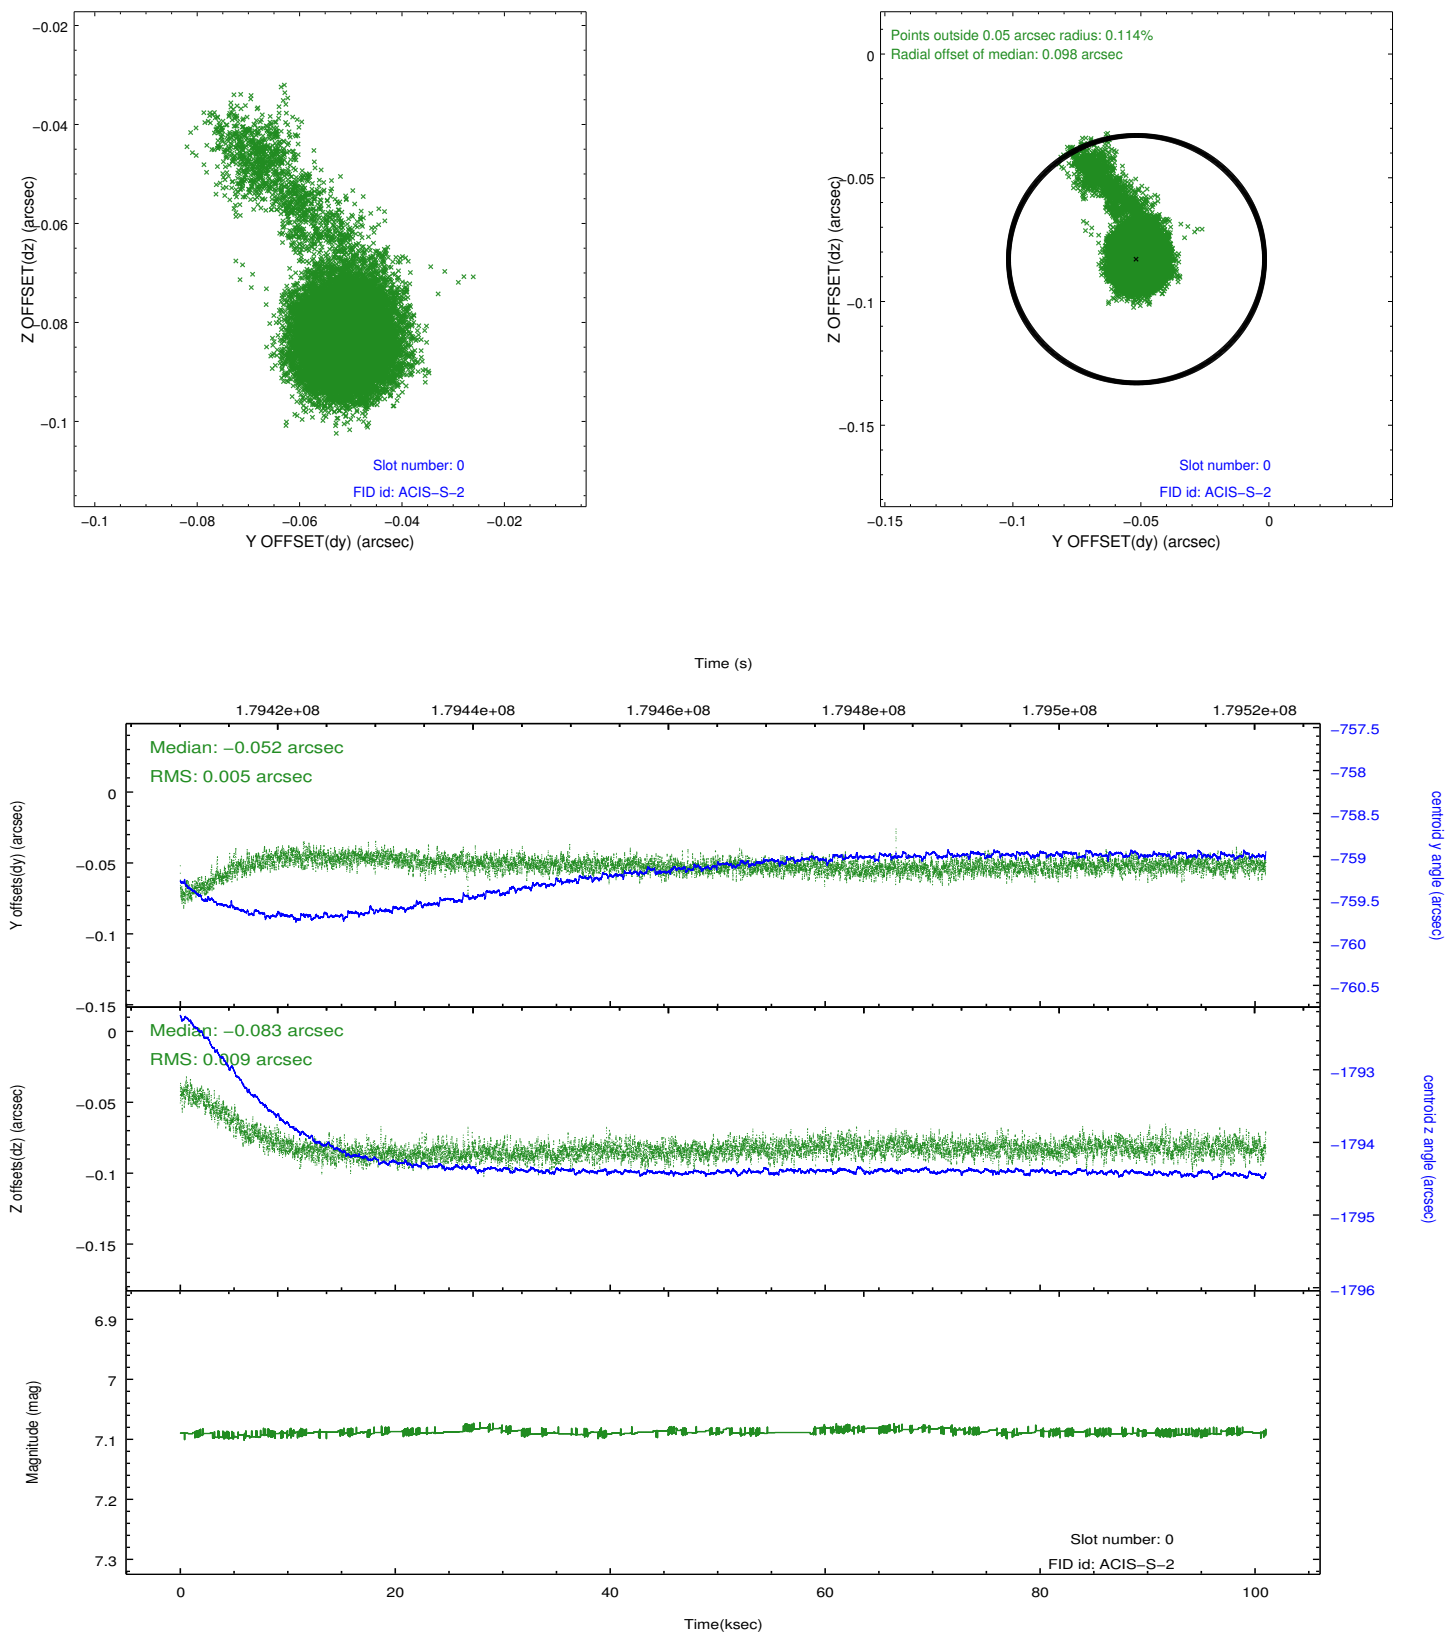 −0.02
−0.04
−0.06
−0.08
−0.1
Z OFFSET(dz) (arcsec)
Slot number: 0
FID id: ACIS−S−2
−0.1 −0.08 −0.06 −0.04 −0.02
Y OFFSET(dy) (arcsec)
Points outside 0.05 arcsec radius: 0.114%
Radial offset of median: 0.098 arcsec
0
−0.05
−0.1
−0.15
Z OFFSET(dz) (arcsec)
Slot number: 0
FID id: ACIS−S−2
−0.15 −0.1 −0.05 0
Y OFFSET(dy) (arcsec)
Time (s)
1.7942e+08 1.7944e+08 1.7946e+08 1.7948e+08 1.795e+08 1.7952e+08
Median: −0.052 arcsec
RMS: 0.005 arcsec
0
−0.05
−0.1
−0.15
Y offsets(dy) (arcsec)
−757.5
−758
−758.5
−759
−759.5
−760
−760.5
centroid y angle (arcsec)
Median: −0.083 arcsec
RMS: 0.009 arcsec
0
−0.05
−0.1
−0.15
Z offsets(dz) (arcsec)
−1793
−1794
−1795
−1796
centroid z angle (arcsec)
6.9
7
7.1
7.2
7.3
Magnitude (mag)
Slot number: 0
FID id: ACIS−S−2
0 20 40 60 80 100
Time(ksec)